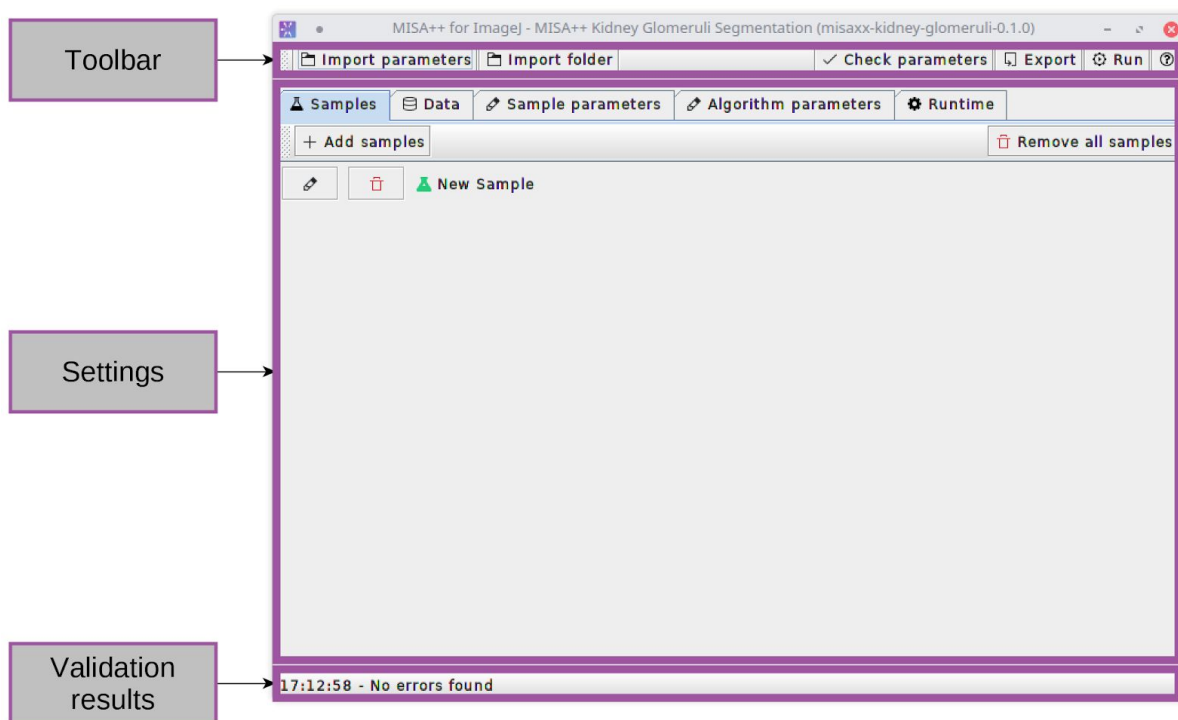 MISA++ for ImageJ - MISA++ Kidney Glomeruli Segmentation (misaxx-kidney-glomeruli-0.1.0)
Toolbar
Import parameters Import folder Check parameters Export Run
Samples Data Sample parameters Algorithm parameters Runtime
+ Add samples Remove all samples
New Sample
Settings
Validation
results
17:12:58 - No errors found